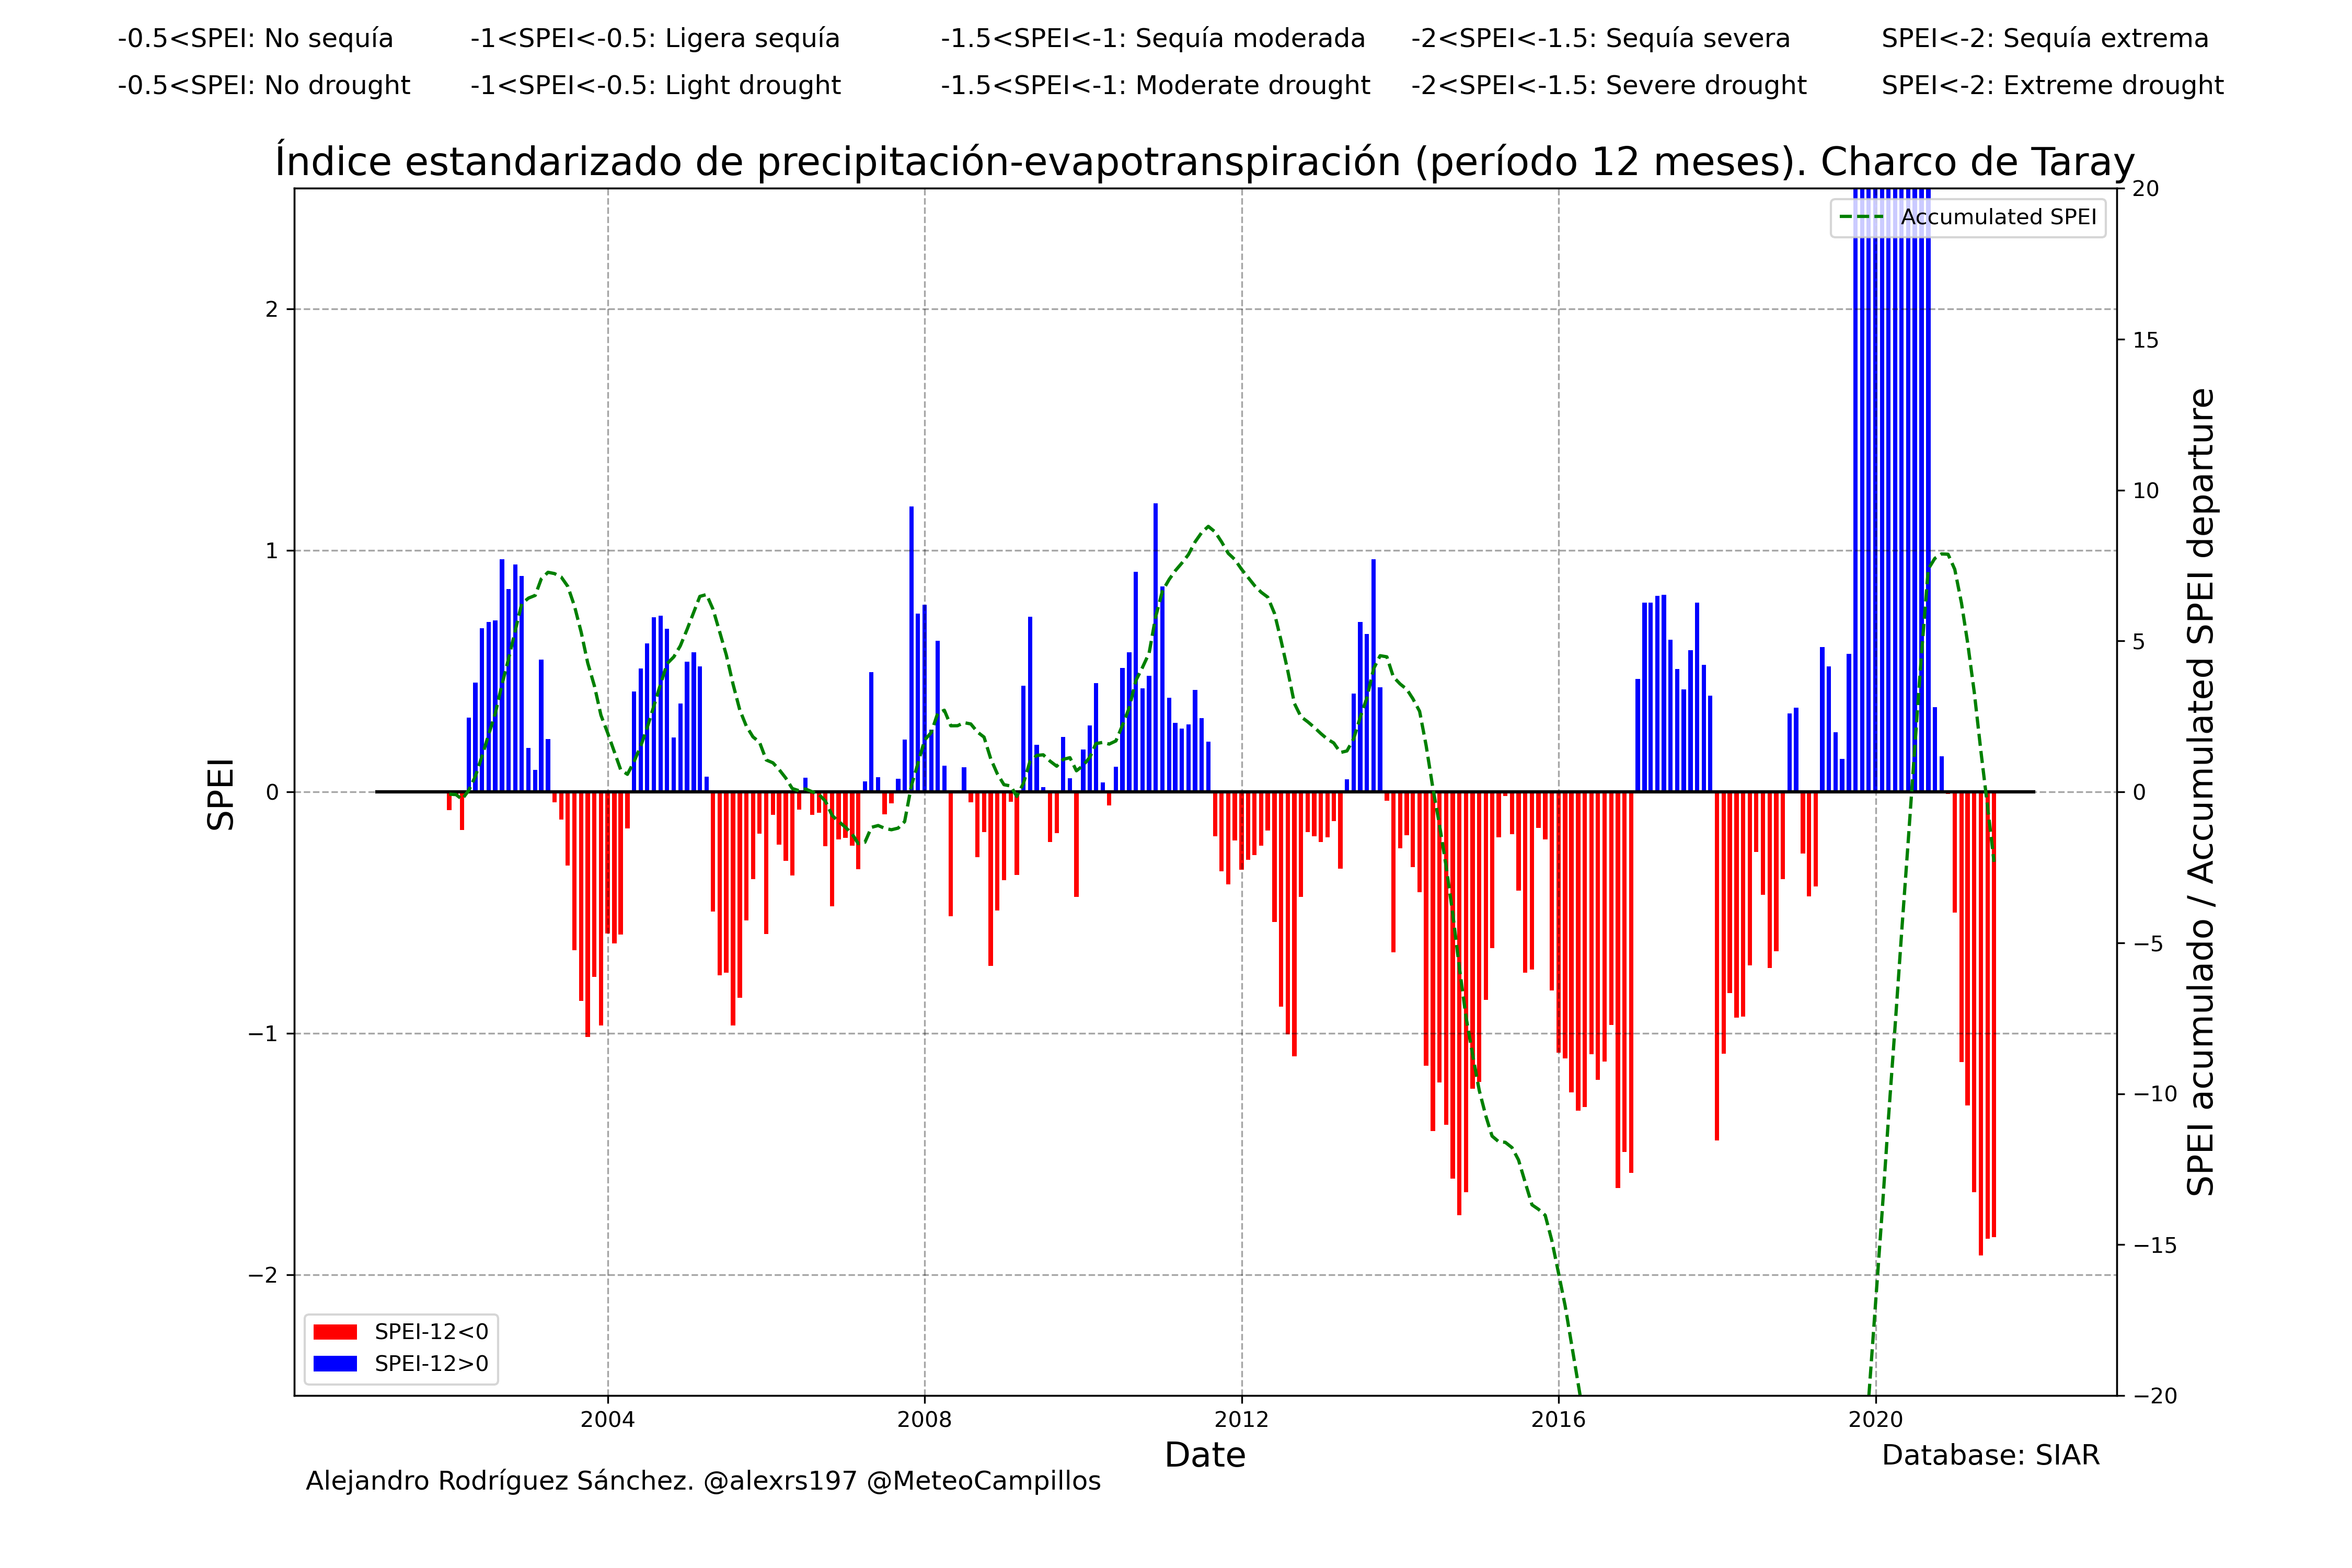 -0.5<SPEI: No sequía
-1<SPEI<-0.5: Ligera sequía
-1.5<SPEI<-1: Sequía moderada
-2<SPEI<-1.5: Sequía severa
SPEI<-2: Sequía extrema
-0.5<SPEI: No drought
-1<SPEI<-0.5: Light drought
-1.5<SPEI<-1: Moderate drought
-2<SPEI<-1.5: Severe drought
SPEI<-2: Extreme drought
Índice estandarizado de precipitación-evapotranspiración (período 12 meses). Charco de Taray
Accumulated SPEI
SPEI
2
1
0
−1
−2
20
15
10
5
0
−5
−10
−15
−20
SPEI acumulado / Accumulated SPEI departure
SPEI-12<0
SPEI-12>0
2004
2008
2012
2016
2020
Date
Database: SIAR
Alejandro Rodríguez Sánchez. @alexrs197 @MeteoCampillos